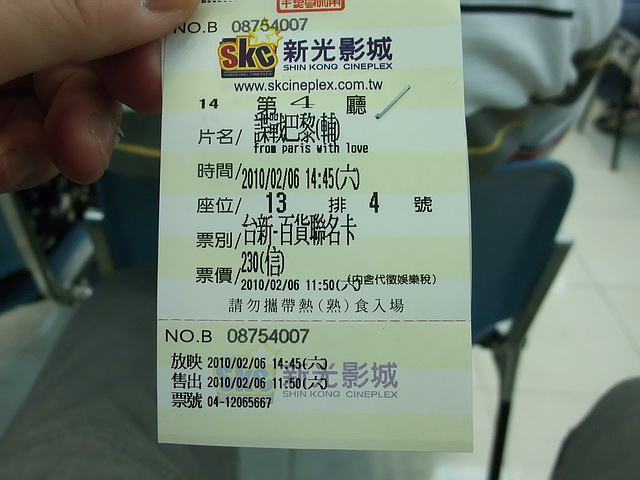 NO.B 08754007
skc 新光影城
SHIN KONG CINEPLEX
www.skcineplex.com.tw
14 第 4 廳
片名/ 諜戰巴黎(輔)
from paris with love
時間/ 2010/02/06 14:45(六)
座位/ 13 排 4 號
票別/ 台新-百貨聯名卡
票價/ 230(信)
2010/02/06 11:50(六) (內含代徵娛樂稅)
請勿攜帶熱(熟)食入場
NO.B 08754007
放映 2010/02/06 14:45(六)
售出 2010/02/06 11:50(六)
票號 04-12065667
skc 新光影城
SHIN KONG CINEPLEX